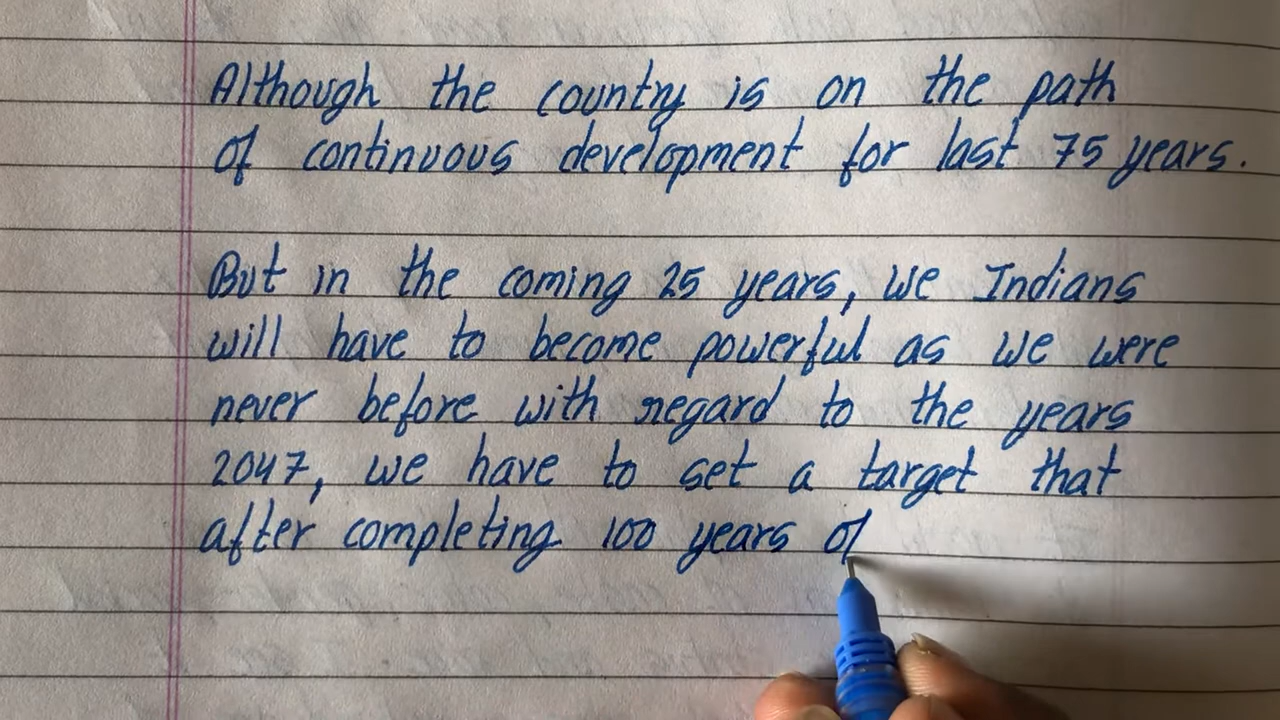 Although the country is on the path
of continuous development for last 75 years.
But in the coming 25 years, we Indians
will have to become powerful as we were
never before with regard to the years
2047, we have to set a target that
after completing 100 years of